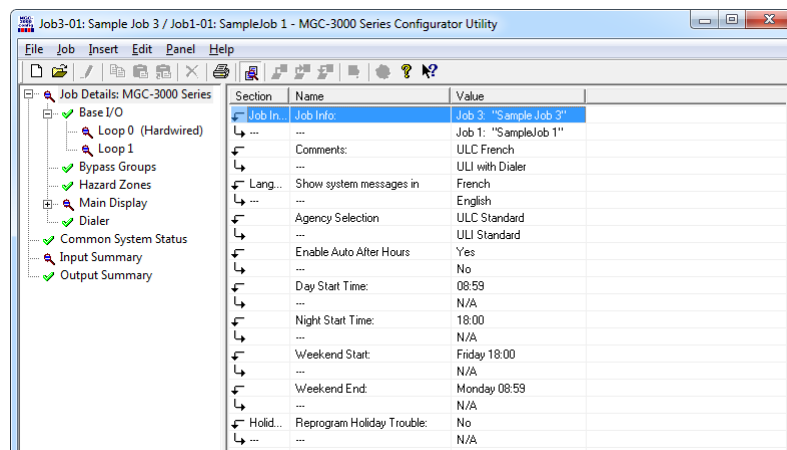 Job3-01: Sample Job 3 / Job1-01: SampleJob 1 - MGC-3000 Series Configurator Utility
File Job Insert Edit Panel Help
Job Details: MGC-3000 Series
Base I/O
Loop 0 (Hardwired)
Loop 1
Bypass Groups
Hazard Zones
Main Display
Dialer
Common System Status
Input Summary
Output Summary
Section Name Value
Job In... Job Info: Job 3: "Sample Job 3"
--- --- Job 1: "SampleJob 1"
Comments: ULC French
--- ULI with Dialer
Lang... Show system messages in French
--- --- English
Agency Selection ULC Standard
--- ULI Standard
Enable Auto After Hours Yes
--- No
Day Start Time: 08:59
--- N/A
Night Start Time: 18:00
--- N/A
Weekend Start: Friday 18:00
--- N/A
Weekend End: Monday 08:59
--- N/A
Holid... Reprogram Holiday Trouble: No
--- --- N/A